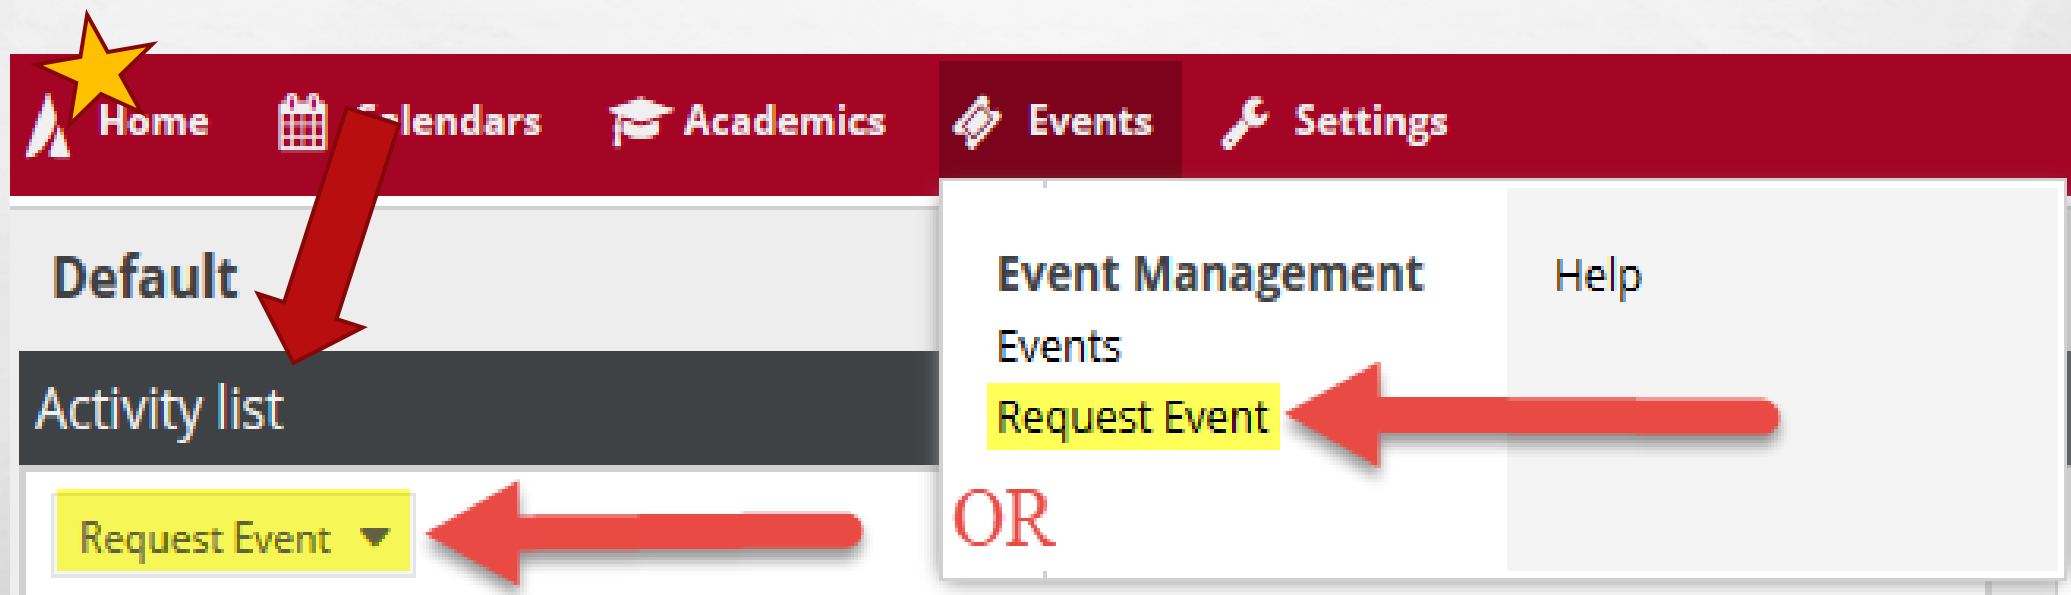 Home Calendars Academics Events Settings
Default
Activity list
Request Event
Event Management
Events
Request Event
OR
Help